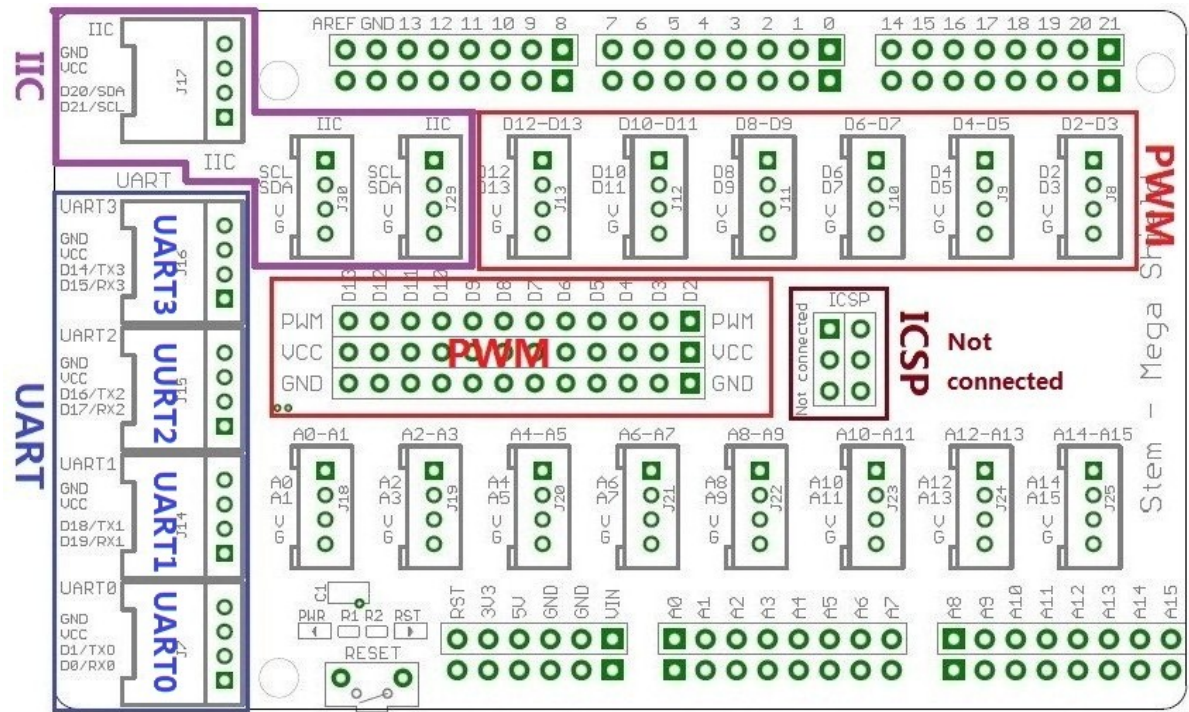 AREF GND 13 12 11 10 9 8
7 6 5 4 3 2 1 0
14 15 16 17 18 19 20 21
IIC
IIC
GND
VCC
D20/SDA
D21/SCL
J17
IIC
IIC
SCL
SDA
V
G
J30
IIC
SCL
SDA
V
G
J29
D12-D13
D12
D13
V
G
J13
D10-D11
D10
D11
V
G
J12
D8-D9
D8
D9
V
G
J11
D6-D7
D6
D7
V
G
J10
D4-D5
D4
D5
V
G
J9
D2-D3
D2
D3
V
G
J8
PWM
UART
UART
UART3
GND
VCC
D14/TX3
D15/RX3
UART3
J16
UART2
GND
VCC
D16/TX2
D17/RX2
UURT2
J15
UART1
GND
VCC
D18/TX1
D19/RX1
UART1
J14
UART0
GND
VCC
D1/TX0
D0/RX0
UART0
J7
D13 D12 D11 D10 D9 D8 D7 D6 D5 D4 D3 D2
PWM PWM
VCC PWM VCC
GND GND
ICSP
Not connected
ICSP
Not
connected
Stem - Mega
A0-A1
A0
A1
V
G
J18
A2-A3
A2
A3
V
G
J19
A4-A5
A4
A5
V
G
J20
A6-A7
A6
A7
V
G
J21
A8-A9
A8
A9
V
G
J22
A10-A11
A10
A11
V
G
J23
A12-A13
A12
A13
V
G
J24
A14-A15
A14
A15
V
G
J25
C1
PWR R1 R2 RST
RESET
RST 3V3 5V GND GND VIN
A0 A1 A2 A3 A4 A5 A6 A7
A8 A9 A10 A11 A12 A13 A14 A15